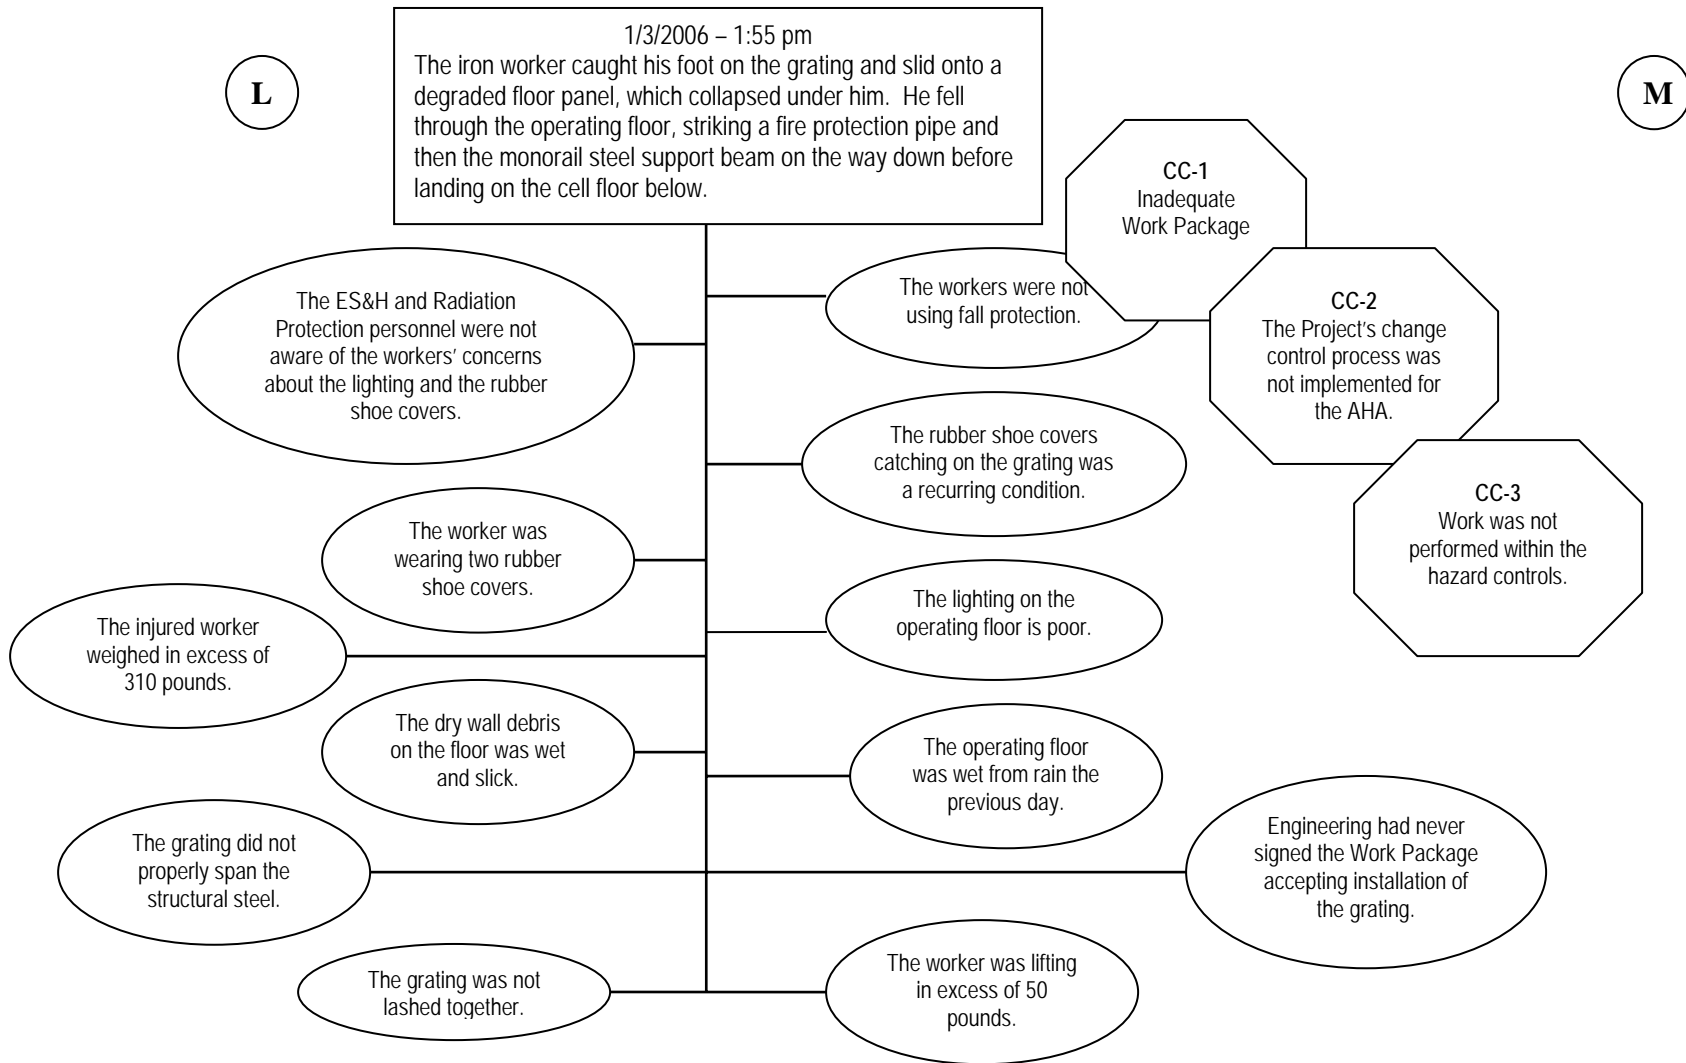 1/3/2006 – 1:55 pm
The iron worker caught his foot on the grating and slid onto a
degraded floor panel, which collapsed under him.  He fell
through the operating floor, striking a fire protection pipe and
then the monorail steel support beam on the way down before
landing on the cell floor below.
L
M
CC-1
Inadequate
Work Package
The ES&H and Radiation
Protection personnel were not
aware of the workers' concerns
about the lighting and the rubber
shoe covers.
The workers were not
using fall protection.
CC-2
The Project's change
control process was
not implemented for
the AHA.
The rubber shoe covers
catching on the grating was
a recurring condition.
CC-3
Work was not
performed within the
hazard controls.
The worker was
wearing two rubber
shoe covers.
The lighting on the
operating floor is poor.
The injured worker
weighed in excess of
310 pounds.
The dry wall debris
on the floor was wet
and slick.
The operating floor
was wet from rain the
previous day.
The grating did not
properly span the
structural steel.
Engineering had never
signed the Work Package
accepting installation of
the grating.
The grating was not
lashed together.
The worker was lifting
in excess of 50
pounds.